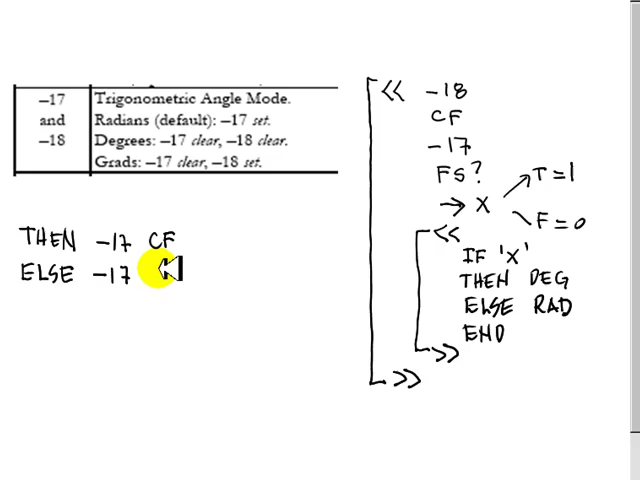 -17 Trigonometric Angle Mode.
and Radians (default): -17 set.
-18 Degrees: -17 clear, -18 clear.
Grads: -17 clear, -18 set.
THEN -17 CF
ELSE -17
<< -18
CF
-17
FS? T=1
→ X F=0
<<
IF 'X'
THEN DEG
ELSE RAD
END
>>
>>